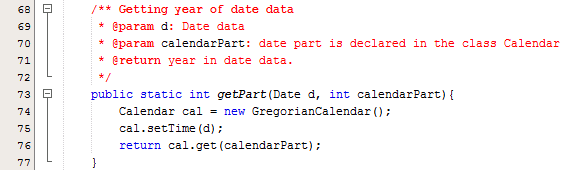 68 /** Getting year of date data
69 * @param d: Date data
70 * @param calendarPart: date part is declared in the class Calendar
71 * @return year in date data.
72 */
73 public static int getPart(Date d, int calendarPart){
74 Calendar cal = new GregorianCalendar();
75 cal.setTime(d);
76 return cal.get(calendarPart);
77 }